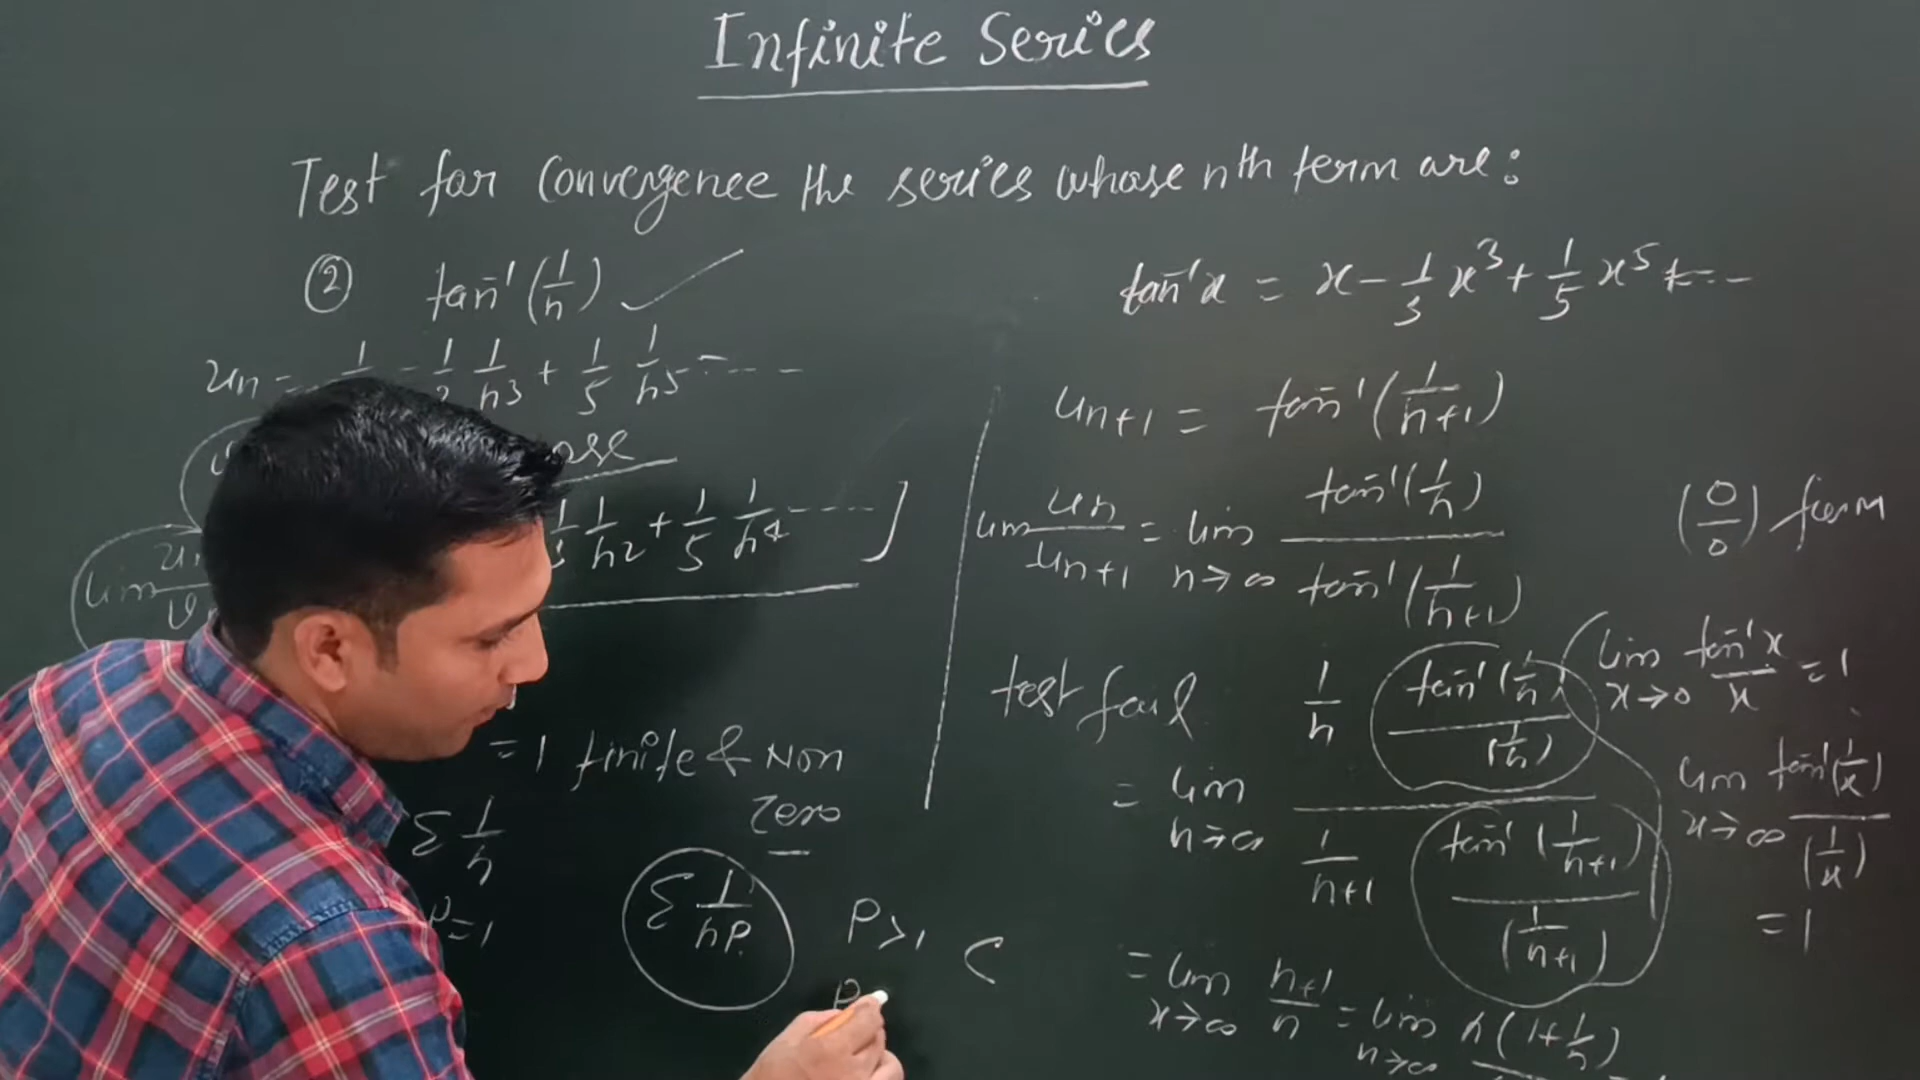 Infinite Series
Test for Convergence the series whose nth term are:
② tan⁻¹(1/n) ✓
un = 1 - 1/3 1/n3 + 1/5 1/n5 ----
1/n2 + 1/5 1/n4 ----]
lim
= 1 finite & Non
Zero
Σ 1/n
P=1
Σ 1/nP P>1 C
P
tan⁻¹x = x - 1/3 x³ + 1/5 x⁵ + ---
un+1 = tan⁻¹(1/n+1)
lim un/un+1 = lim n→∞ tan⁻¹(1/n) / tan⁻¹(1/n+1) (0/0) form
test fail
= lim n→∞ 1/n tan⁻¹(1/n)/(1/n) / 1/n+1 tan⁻¹(1/n+1)/(1/n+1)
= lim x→∞ n+1/n = lim n→∞ n(1+1/n)
lim x→0 tan⁻¹x/x = 1
lim x→∞ tan⁻¹(1/x)/(1/x)
= 1